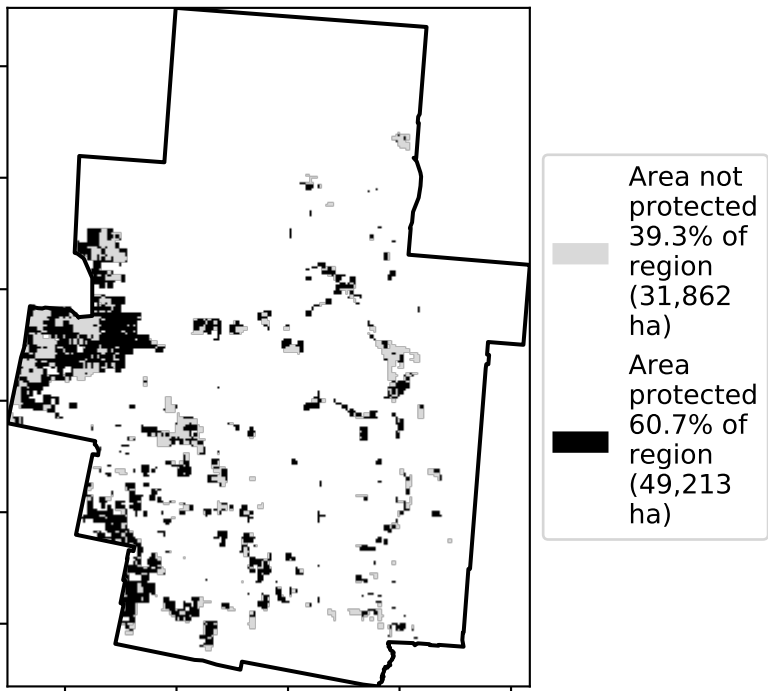 Area not
protected
39.3% of
region
(31,862
ha)
Area
protected
60.7% of
region
(49,213
ha)